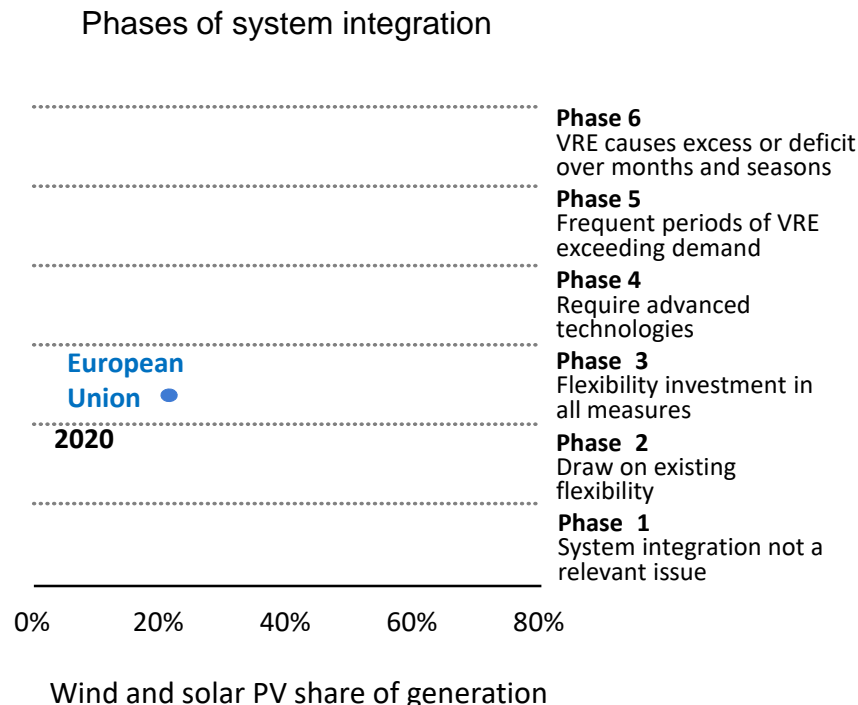 Phases of system integration
Phase 6
VRE causes excess or deficit
over months and seasons
Phase 5
Frequent periods of VRE
exceeding demand
Phase 4
Require advanced
technologies
European
Union
Phase 3
Flexibility investment in
all measures
2020
Phase 2
Draw on existing
flexibility
Phase 1
System integration not a
relevant issue
0% 20% 40% 60% 80%
Wind and solar PV share of generation